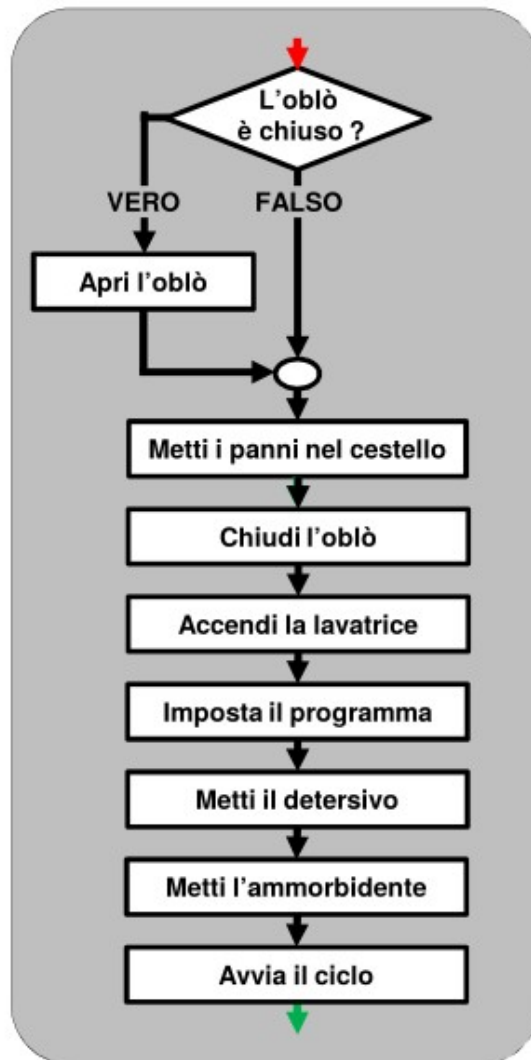 L'oblò
è chiuso ?
VERO
FALSO
Apri l'oblò
Metti i panni nel cestello
Chiudi l'oblò
Accendi la lavatrice
Imposta il programma
Metti il detersivo
Metti l'ammorbidente
Avvia il ciclo